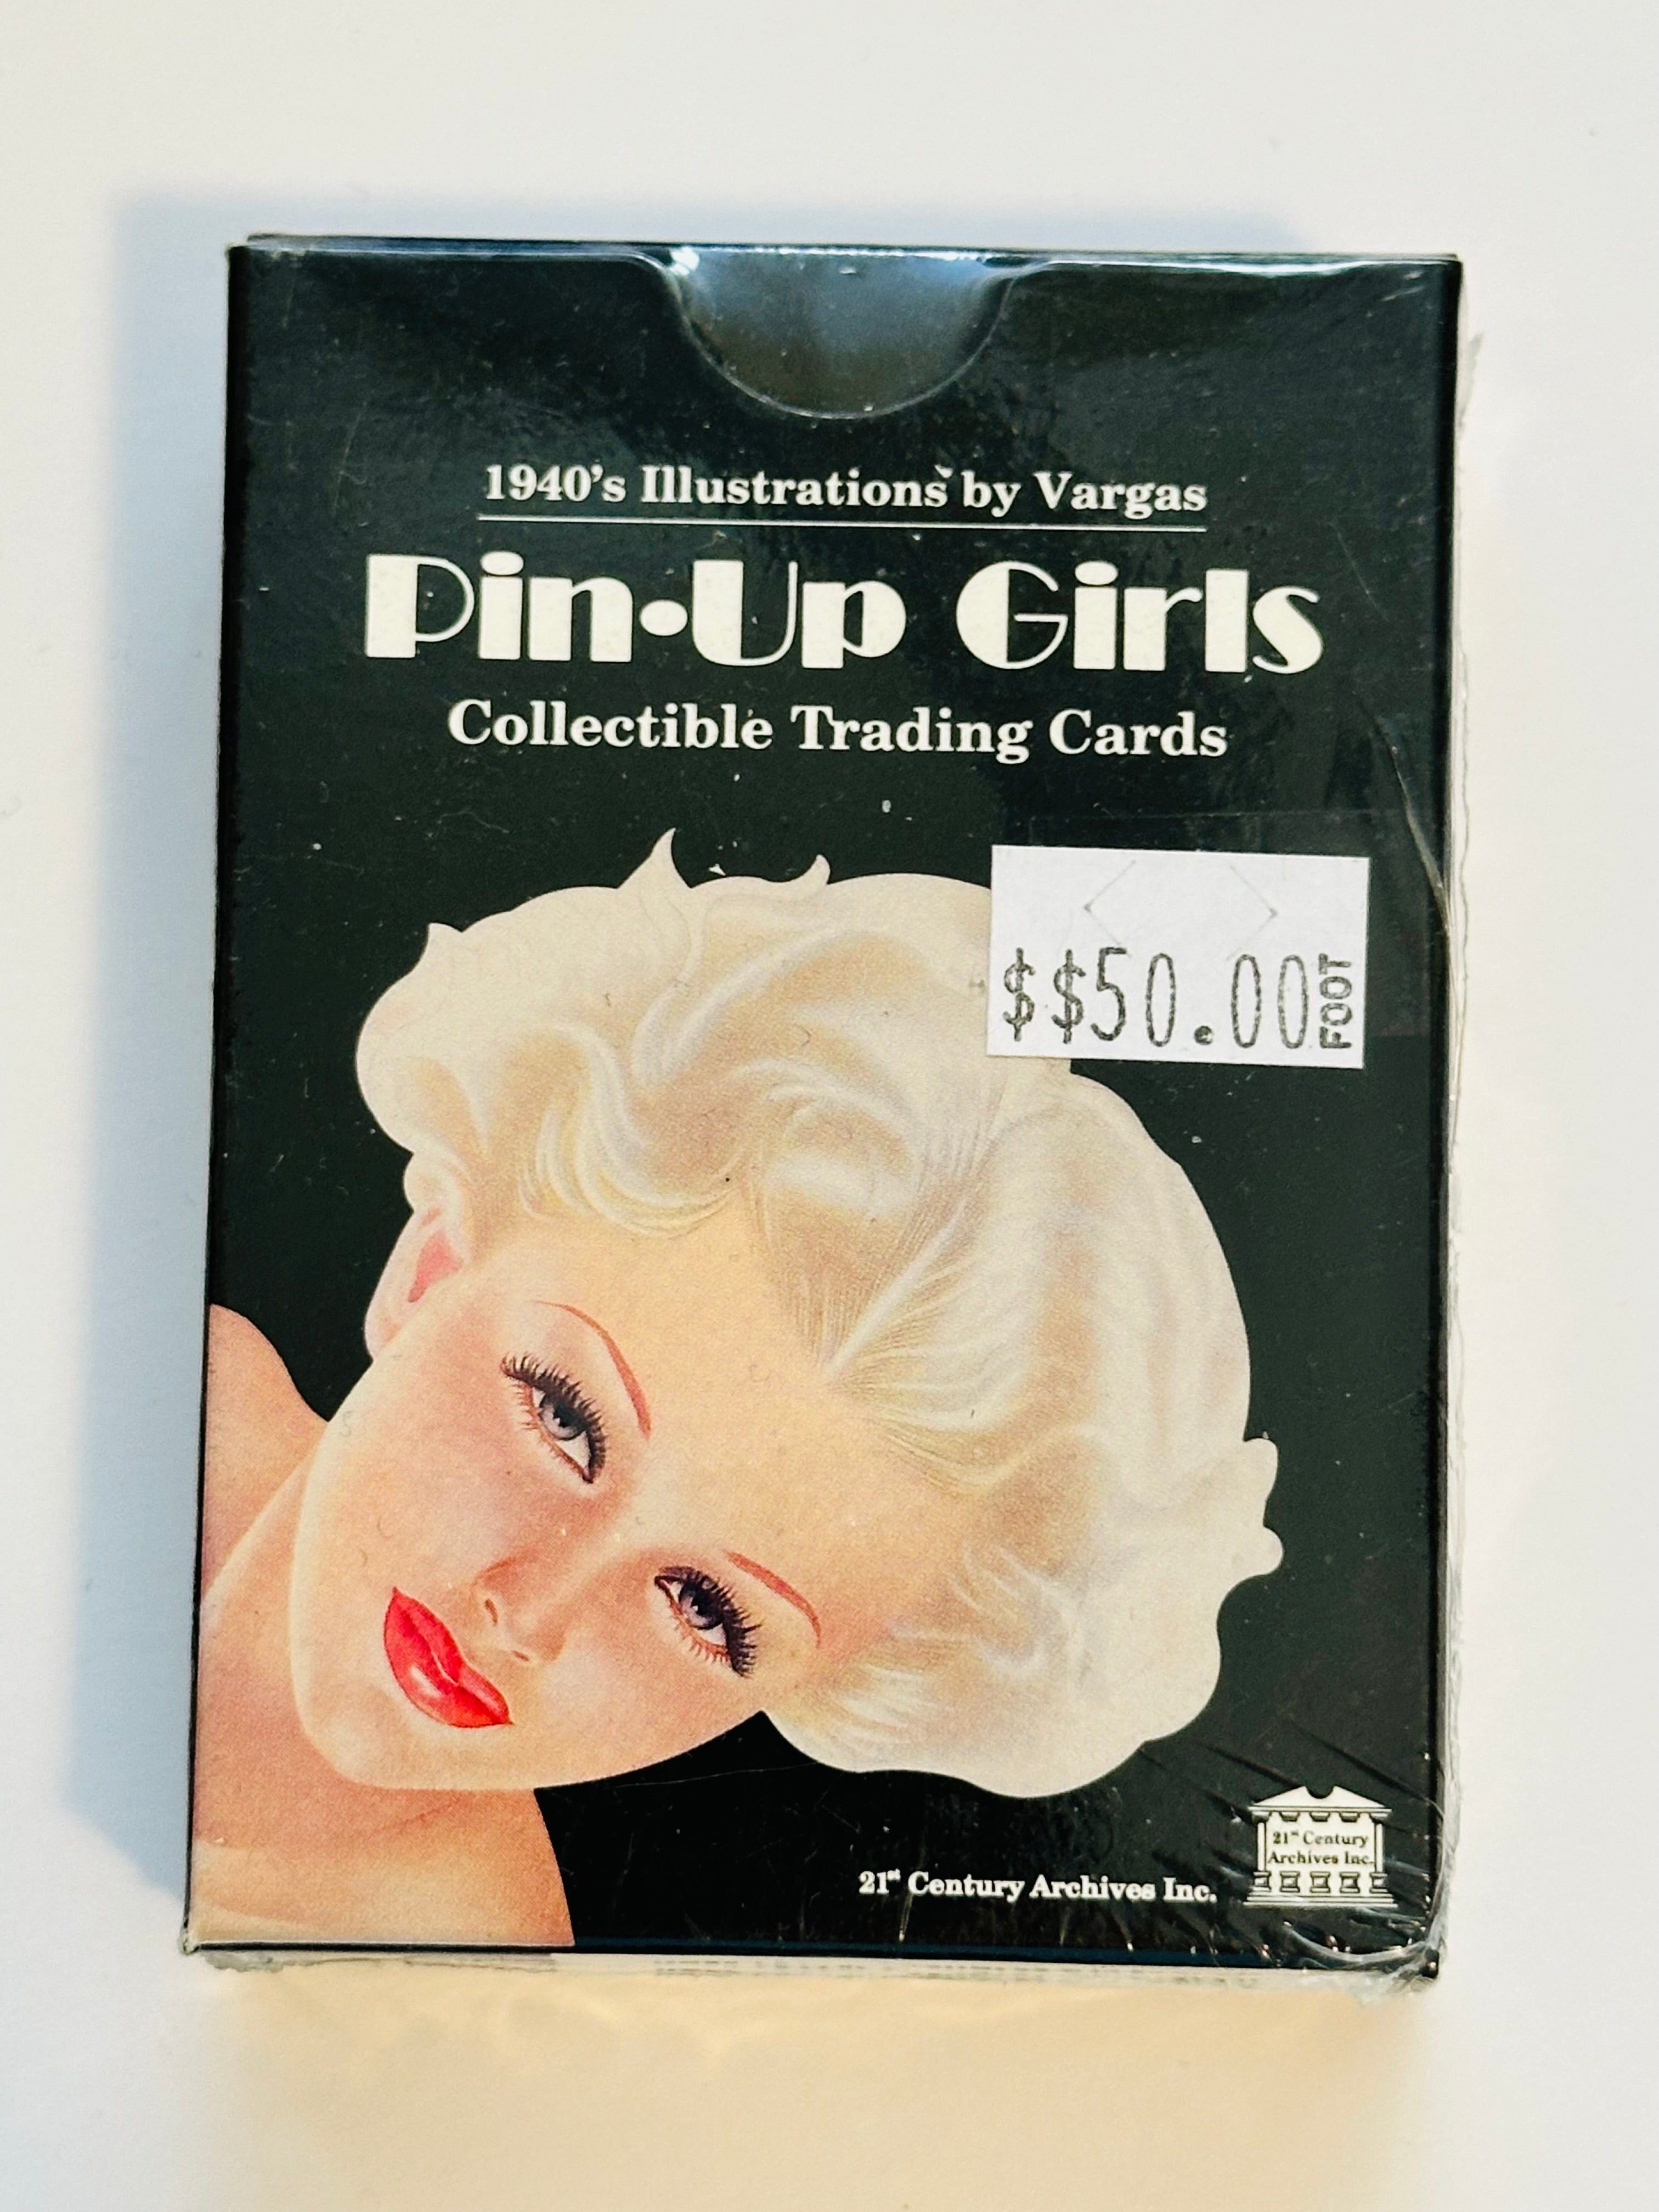 1940's Illustrations by Vargas
Pin·Up Girls
Collectible Trading Cards
$$50.00
FOOT
21st Century Archives Inc.
21st Century
Archives Inc.